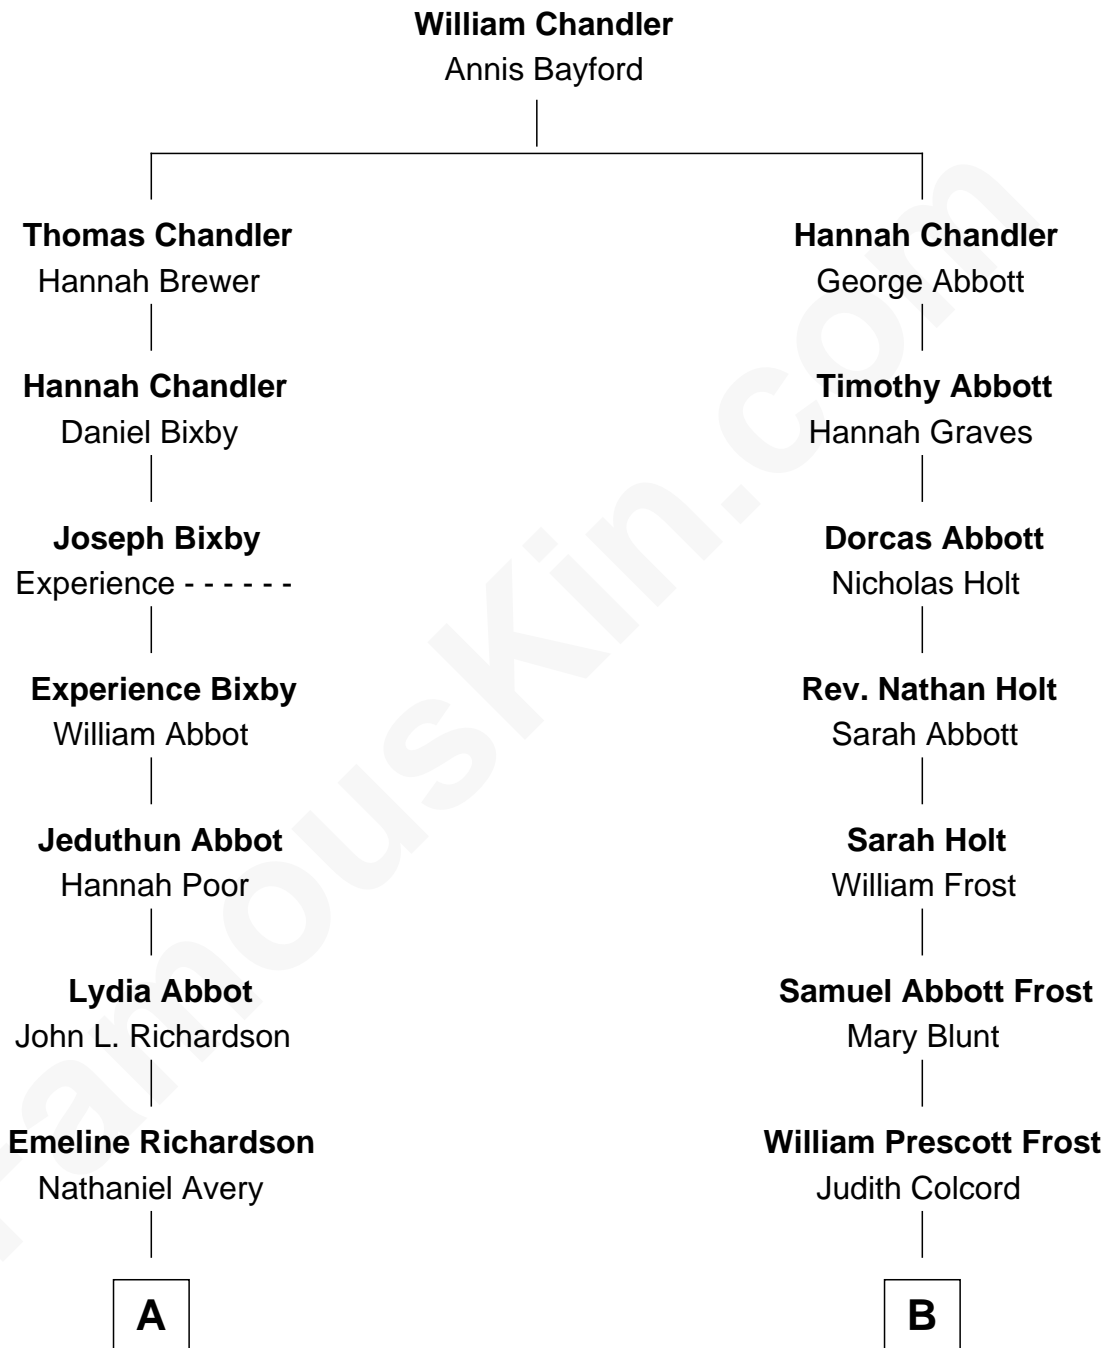 William Chandler
Annis Bayford
Thomas Chandler
Hannah Brewer
Hannah Chandler
Daniel Bixby
Joseph Bixby
Experience - - - - - -
Experience Bixby
William Abbot
Jeduthun Abbot
Hannah Poor
Lydia Abbot
John L. Richardson
Emeline Richardson
Nathaniel Avery
A
Hannah Chandler
George Abbott
Timothy Abbott
Hannah Graves
Dorcas Abbott
Nicholas Holt
Rev. Nathan Holt
Sarah Abbott
Sarah Holt
William Frost
Samuel Abbott Frost
Mary Blunt
William Prescott Frost
Judith Colcord
B
FamousKin.com